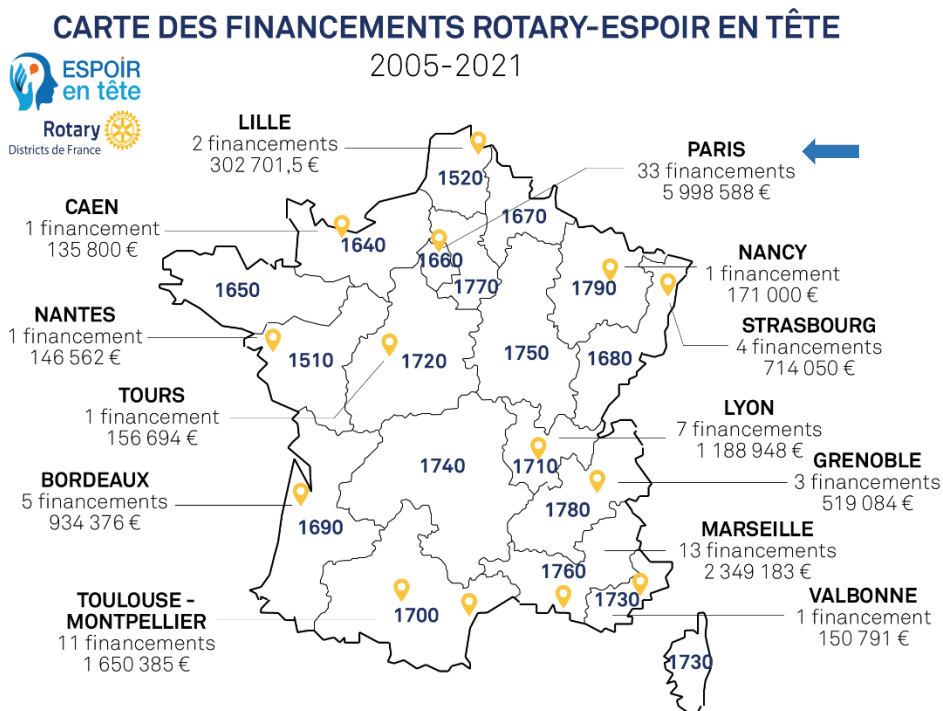 CARTE DES FINANCEMENTS ROTARY-ESPOIR EN TÊTE
2005-2021
ESPOIR
en tête
Rotary
Districts de France
LILLE
2 financements
302 701,5 €
PARIS
33 financements
5 998 588 €
CAEN
1 financement
135 800 €
NANCY
1 financement
171 000 €
NANTES
1 financement
146 562 €
STRASBOURG
4 financements
714 050 €
TOURS
1 financement
156 694 €
LYON
7 financements
1 188 948 €
BORDEAUX
5 financements
934 376 €
GRENOBLE
3 financements
519 084 €
MARSEILLE
13 financements
2 349 183 €
TOULOUSE -
MONTPELLIER
11 financements
1 650 385 €
VALBONNE
1 financement
150 791 €
1520
1670
1640
1660
1650
1770
1790
1510
1720
1750
1680
1740
1710
1780
1690
1760
1700
1730
1730